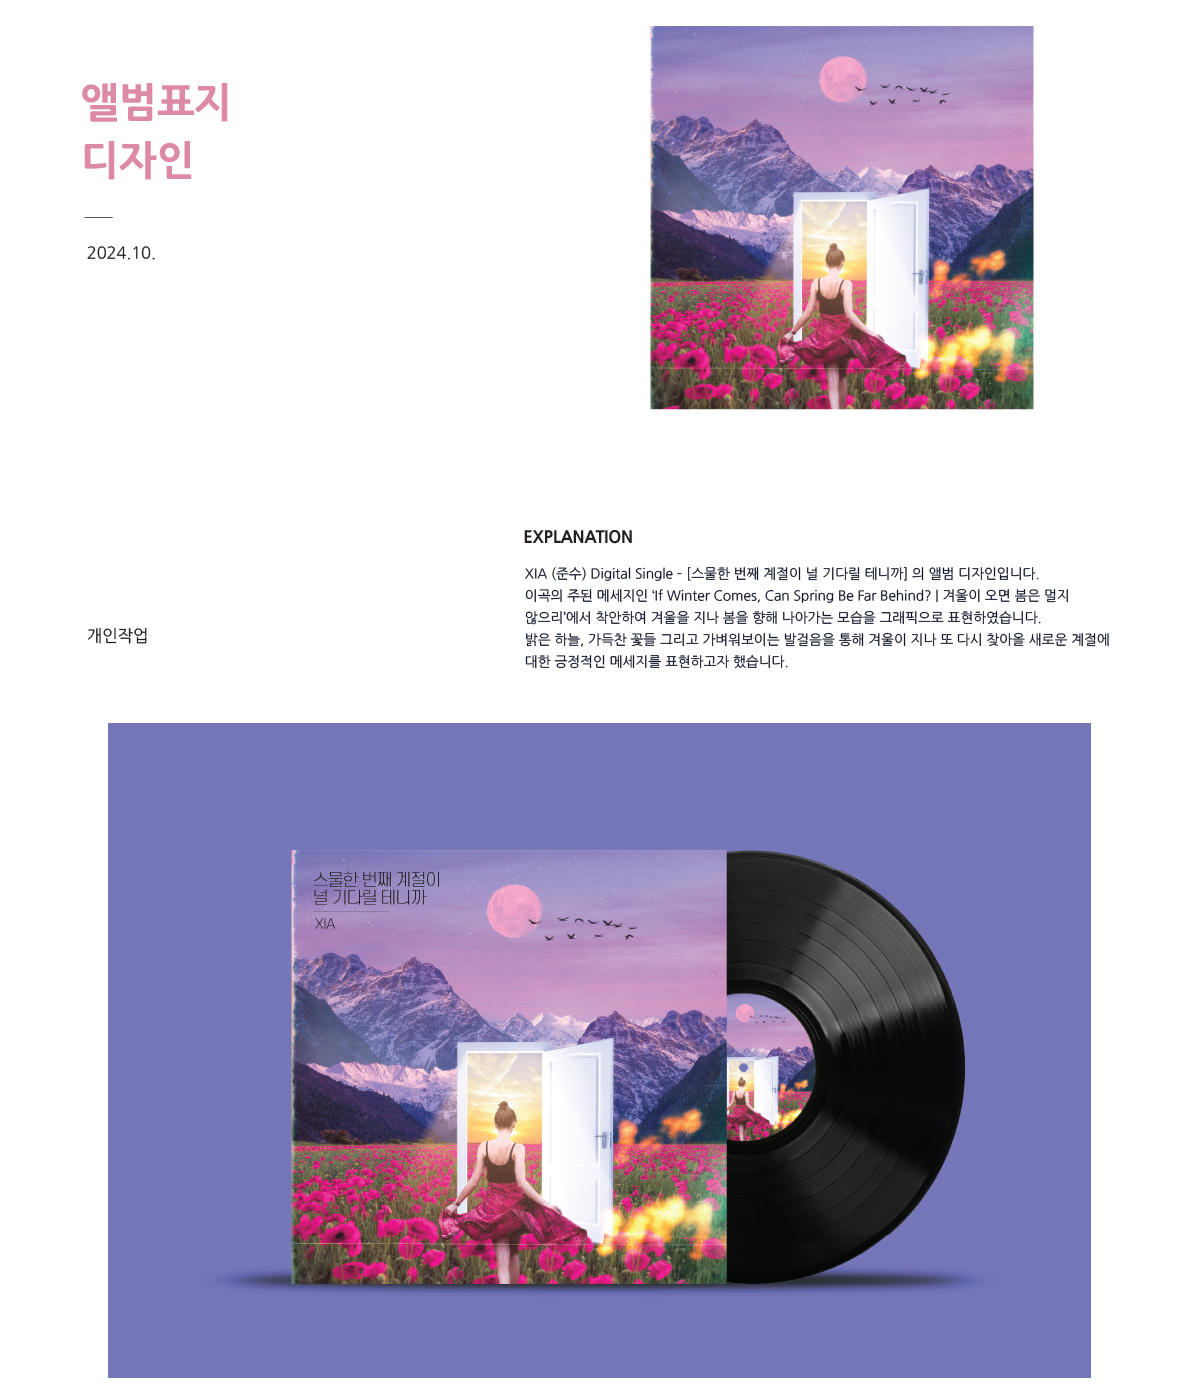 앨범표지
디자인
2024.10.
EXPLANATION
XIA (준수) Digital Single - [스물한 번째 계절이 널 기다릴 테니까] 의 앨범 디자인입니다.
이곡의 주된 메세지인 ‘If Winter Comes, Can Spring Be Far Behind? | 겨울이 오면 봄은 멀지
않으리’에서 착안하여 겨울을 지나 봄을 향해 나아가는 모습을 그래픽으로 표현하였습니다.
밝은 하늘, 가득찬 꽃들 그리고 가벼워보이는 발걸음을 통해 겨울이 지나 또 다시 찾아올 새로운 계절에
대한 긍정적인 메세지를 표현하고자 했습니다.
개인작업
스물한 번째 계절이
널 기다릴 테니까
XIA